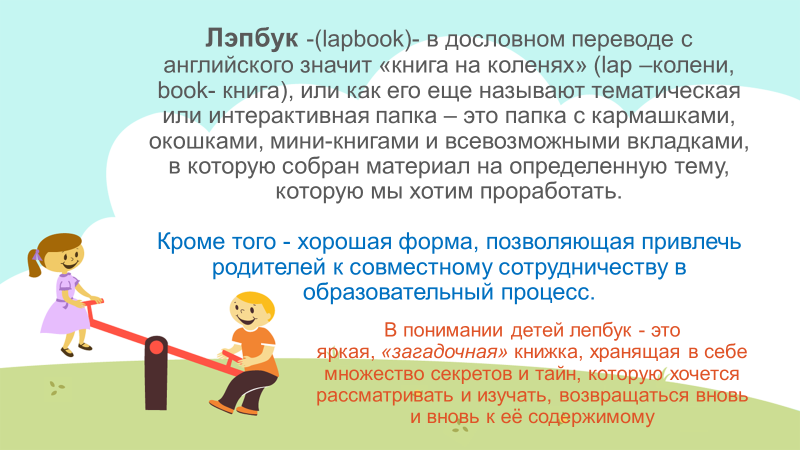 Лэпбук -(lapbook)- в дословном переводе с
английского значит «книга на коленях» (lap –колени,
book- книга), или как его еще называют тематическая
или интерактивная папка – это папка с кармашками,
окошками, мини-книгами и всевозможными вкладками,
в которую собран материал на определенную тему,
которую мы хотим проработать.
Кроме того - хорошая форма, позволяющая привлечь
родителей к совместному сотрудничеству в
образовательный процесс.
В понимании детей лепбук - это
яркая, «загадочная» книжка, хранящая в себе
множество секретов и тайн, которую хочется
рассматривать и изучать, возвращаться вновь
и вновь к её содержимому